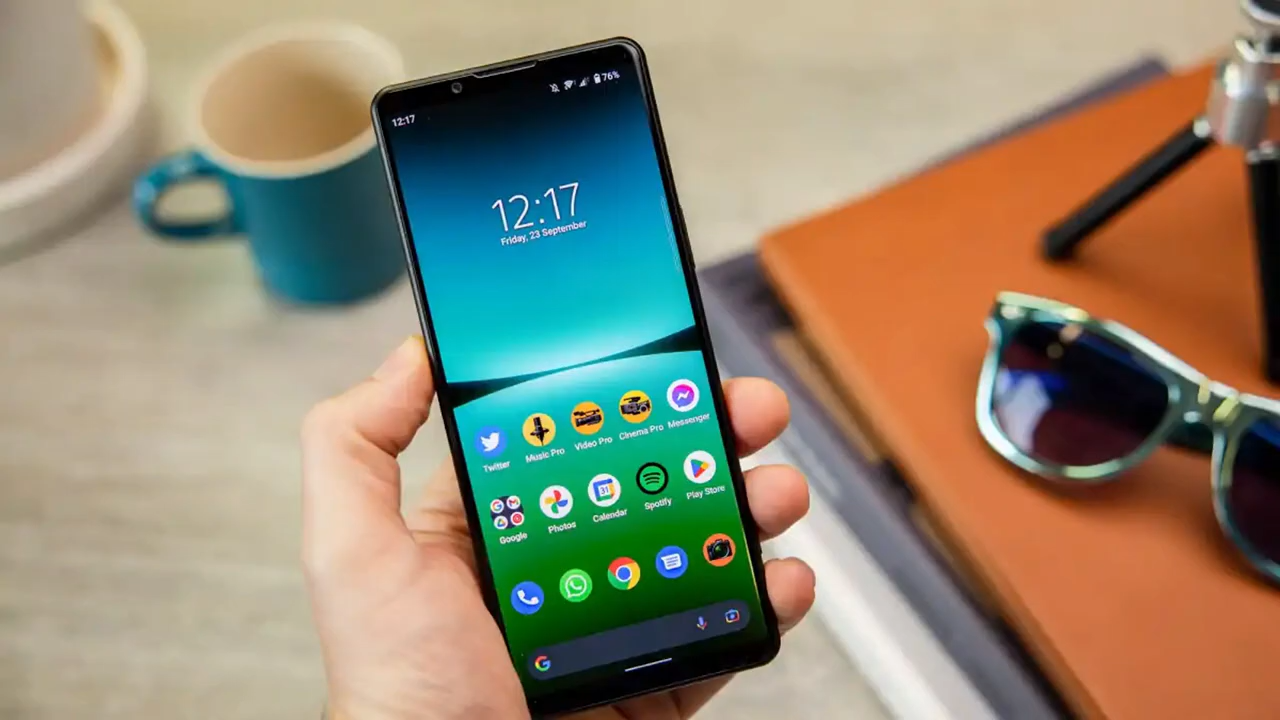 76%
12:17
12:17
Friday, 23 September
Twitter Music Pro Video Pro Cinema Pro Messenger
31
Google Photos Calendar Spotify Play Store
G